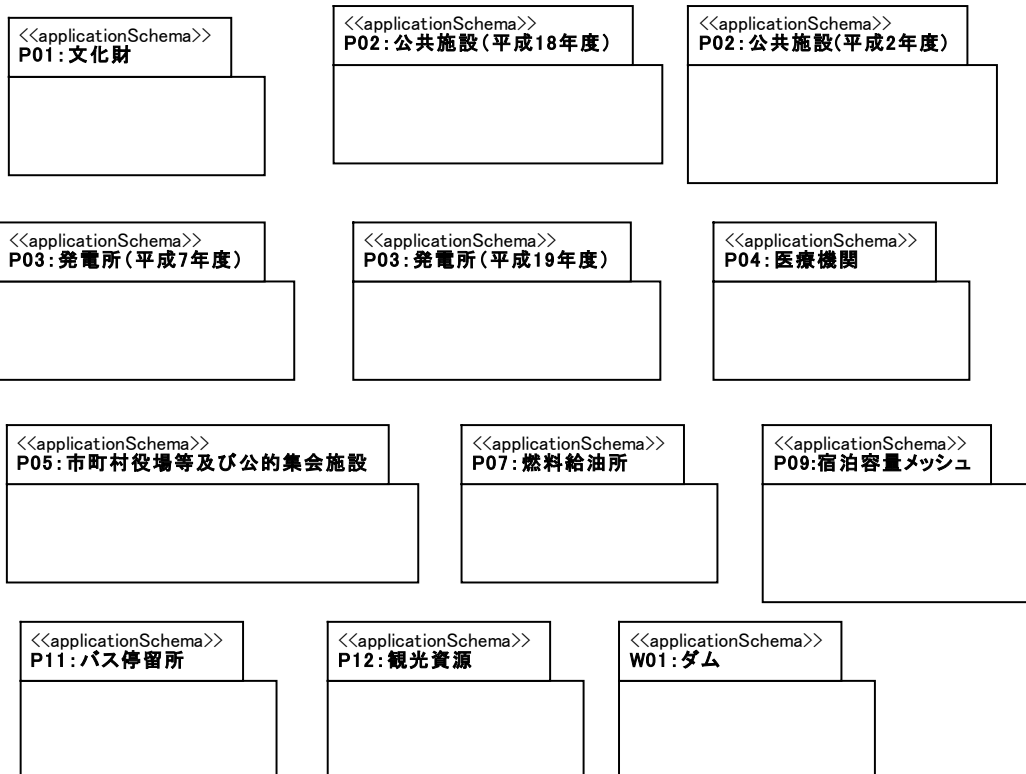 <<applicationSchema>>
P01:文化財
<<applicationSchema>>
P02:公共施設(平成18年度)
<<applicationSchema>>
P02:公共施設(平成2年度)
<<applicationSchema>>
P03:発電所(平成7年度)
<<applicationSchema>>
P03:発電所(平成19年度)
<<applicationSchema>>
P04:医療機関
<<applicationSchema>>
P05:市町村役場等及び公的集会施設
<<applicationSchema>>
P07:燃料給油所
<<applicationSchema>>
P09:宿泊容量メッシュ
<<applicationSchema>>
P11:バス停留所
<<applicationSchema>>
P12:観光資源
<<applicationSchema>>
W01:ダム